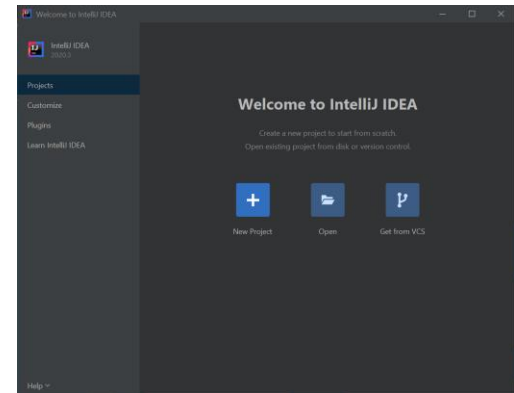 Welcome to IntelliJ IDEA
IntelliJ IDEA
2020.3
Projects
Customize
Plugins
Learn IntelliJ IDEA
Welcome to IntelliJ IDEA
Create a new project to start from scratch.
Open existing project from disk or version control.
New Project
Open
Get from VCS
Help